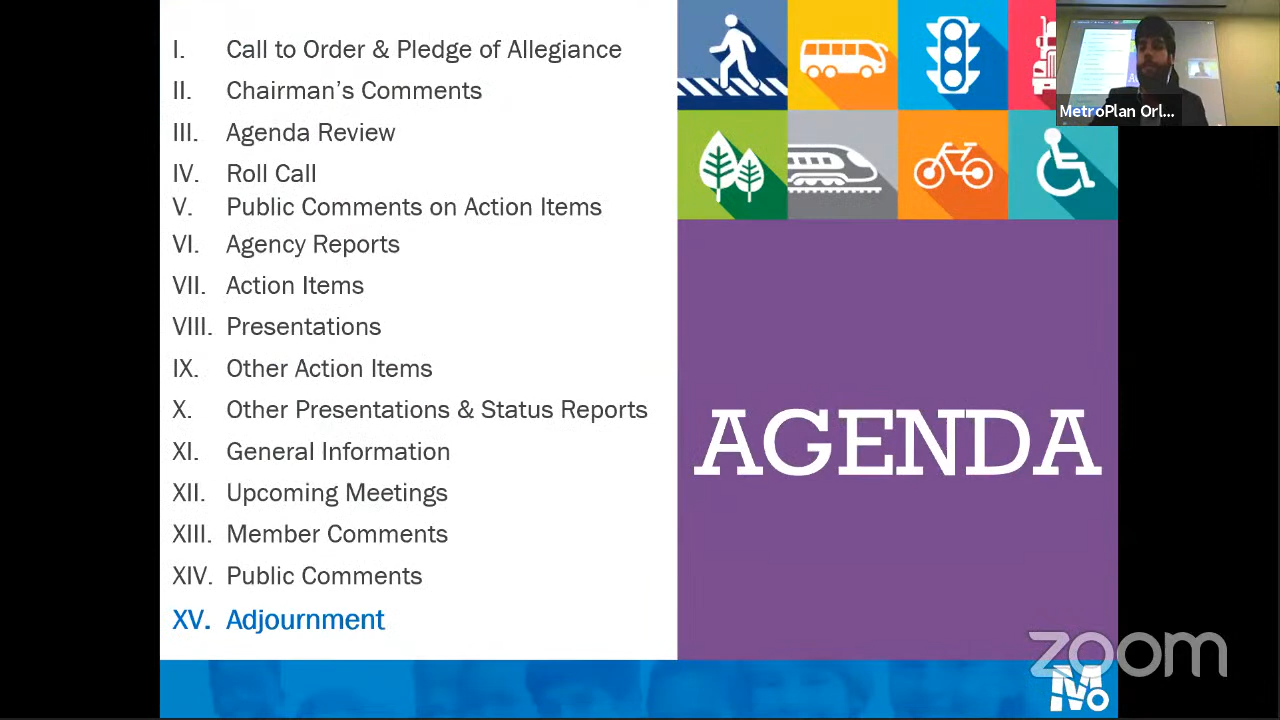 I. Call to Order & Pledge of Allegiance
II. Chairman’s Comments
III. Agenda Review
IV. Roll Call
V. Public Comments on Action Items
VI. Agency Reports
VII. Action Items
VIII. Presentations
IX. Other Action Items
X. Other Presentations & Status Reports
XI. General Information
XII. Upcoming Meetings
XIII. Member Comments
XIV. Public Comments
XV. Adjournment
MetroPlan Orl...
AGENDA
zoom
Mo